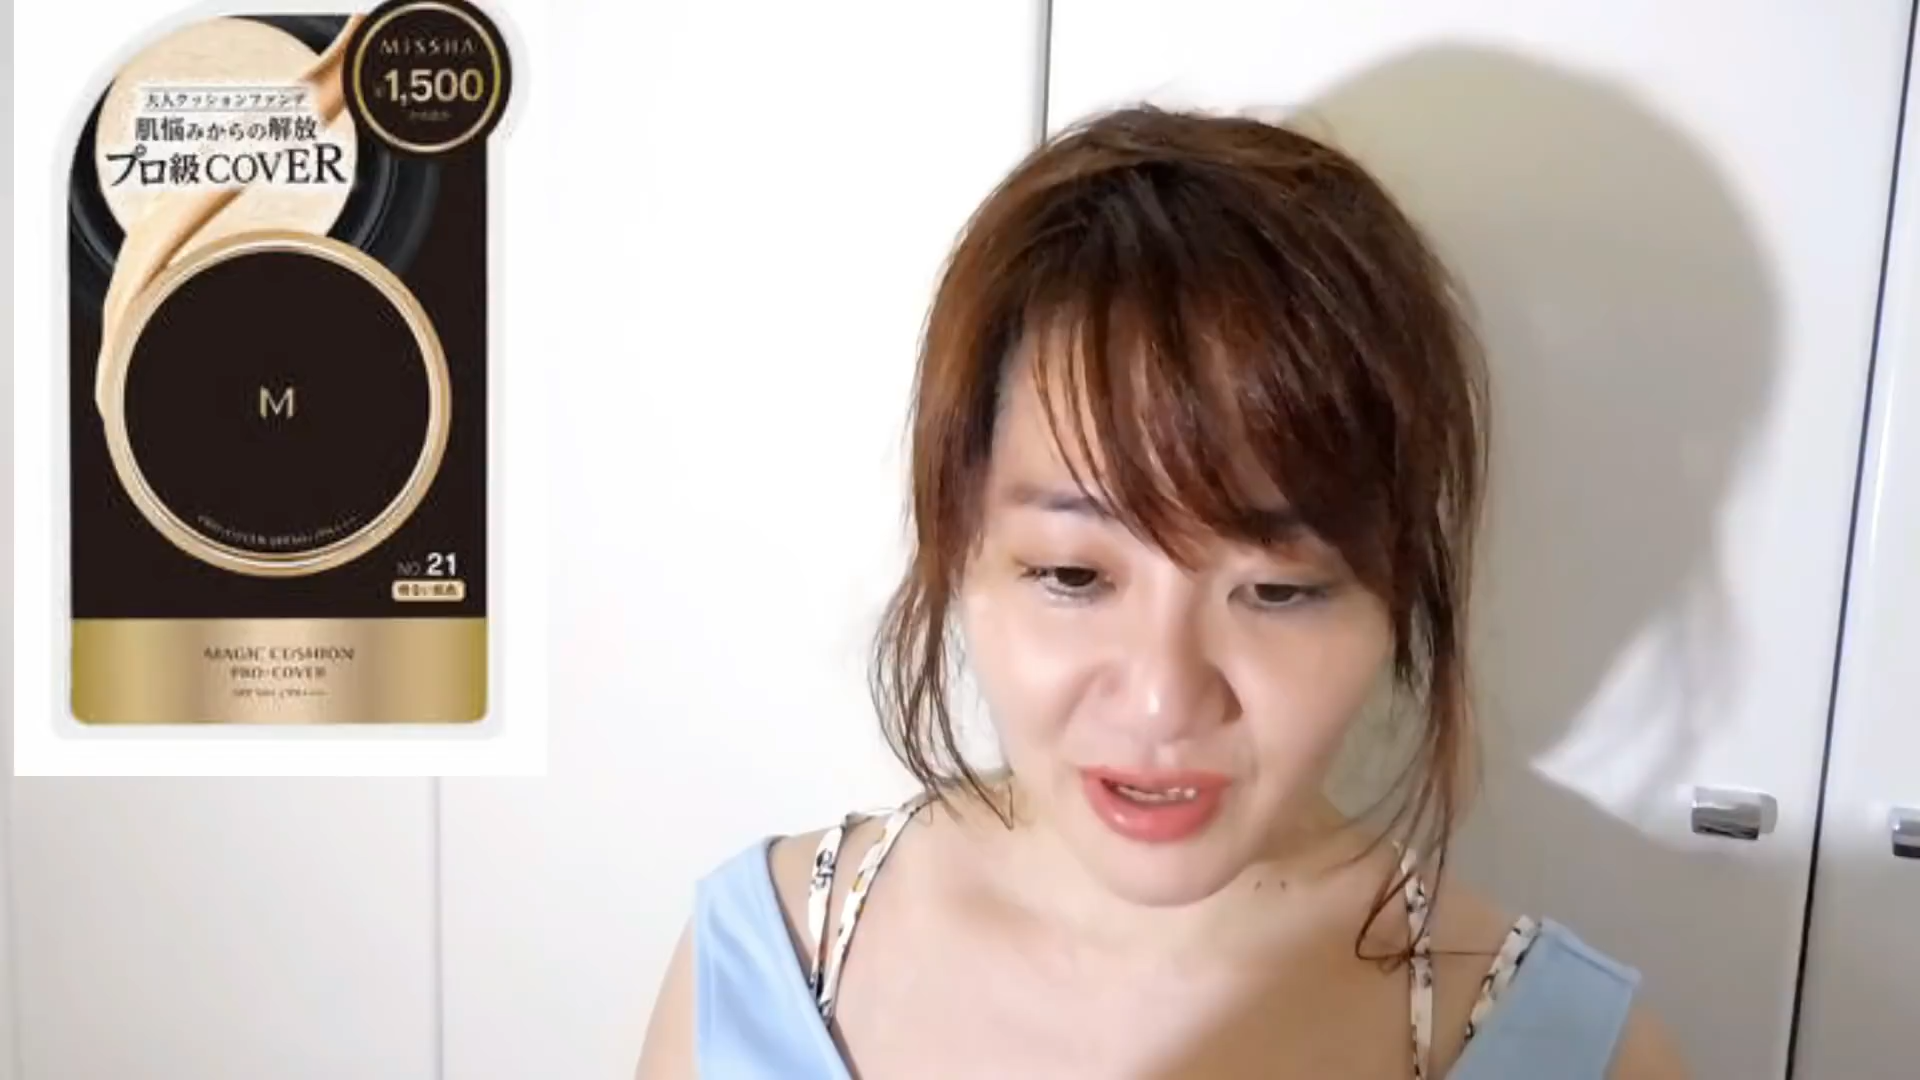 MISSHA
¥1,500
大人クッションファンデ
肌悩みからの解放
プロ級COVER
M
NO.21
明るい肌色
MAGIC CUSHION
PRO-COVER